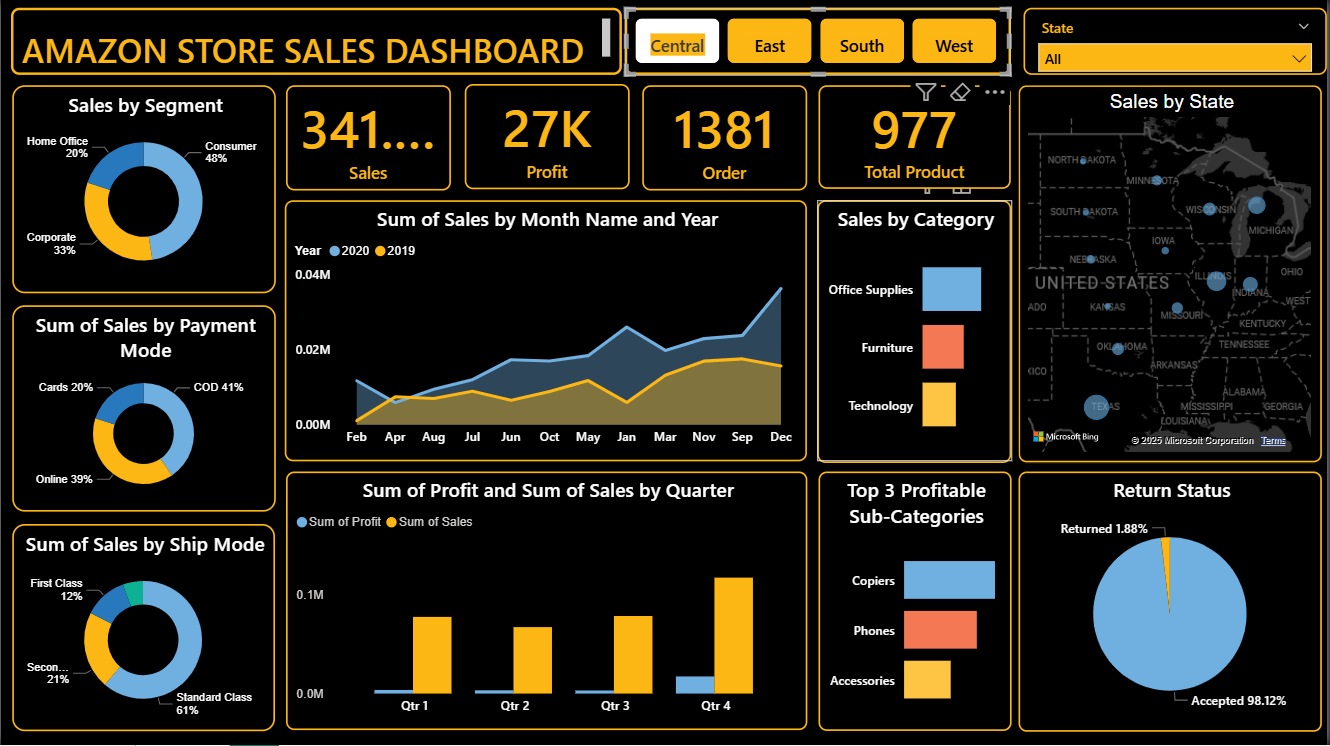 AMAZON STORE SALES DASHBOARD
Central
East
South
West
State
All
Sales by Segment
Home Office
20%
Consumer
48%
Corporate
33%
341....
Sales
27K
Profit
1381
Order
977
Total Product
Sales by State
NORTH DAKOTA
MINNESOTA
SOUTH DAKOTA
WISCONSIN
MICHIGAN
IOWA
NEBRASKA
UNITED STATES
ILLINOIS
INDIANA
OHIO
WEST
ADO
KANSAS
MISSOURI
KENTUCKY
OKLAHOMA
TENNESSEE
XICO
ARKANSAS
ALABAMA
TEXAS
MISSISSIPPI
GEORGIA
LOUISIANA
Microsoft Bing
© 2025 Microsoft Corporation Terms
Sum of Sales by Month Name and Year
Year 2020 2019
0.04M
0.02M
0.00M
Feb Apr Aug Jul Jun Oct May Jan Mar Nov Sep Dec
Sales by Category
Office Supplies
Furniture
Technology
Sum of Sales by Payment
Mode
Cards 20%
COD 41%
Online 39%
Sum of Sales by Ship Mode
First Class
12%
Secon...
21%
Standard Class
61%
Sum of Profit and Sum of Sales by Quarter
Sum of Profit Sum of Sales
0.1M
0.0M
Qtr 1 Qtr 2 Qtr 3 Qtr 4
Top 3 Profitable
Sub-Categories
Copiers
Phones
Accessories
Return Status
Returned 1.88%
Accepted 98.12%